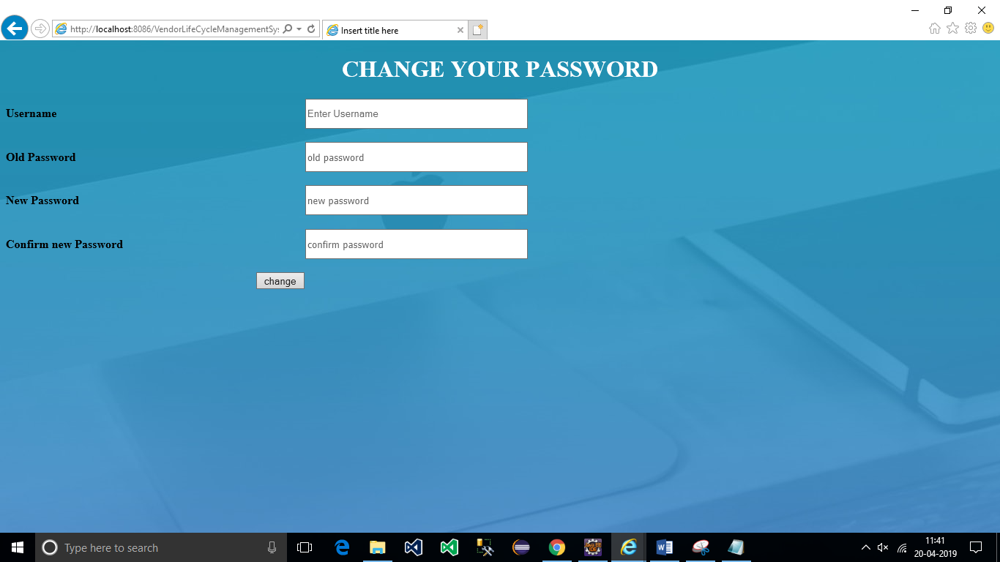 http://localhost:8086/VendorLifeCycleManagementSys
Insert title here
CHANGE YOUR PASSWORD
Username
Enter Username
Old Password
old password
New Password
new password
Confirm new Password
confirm password
change
Type here to search
11:41
20-04-2019